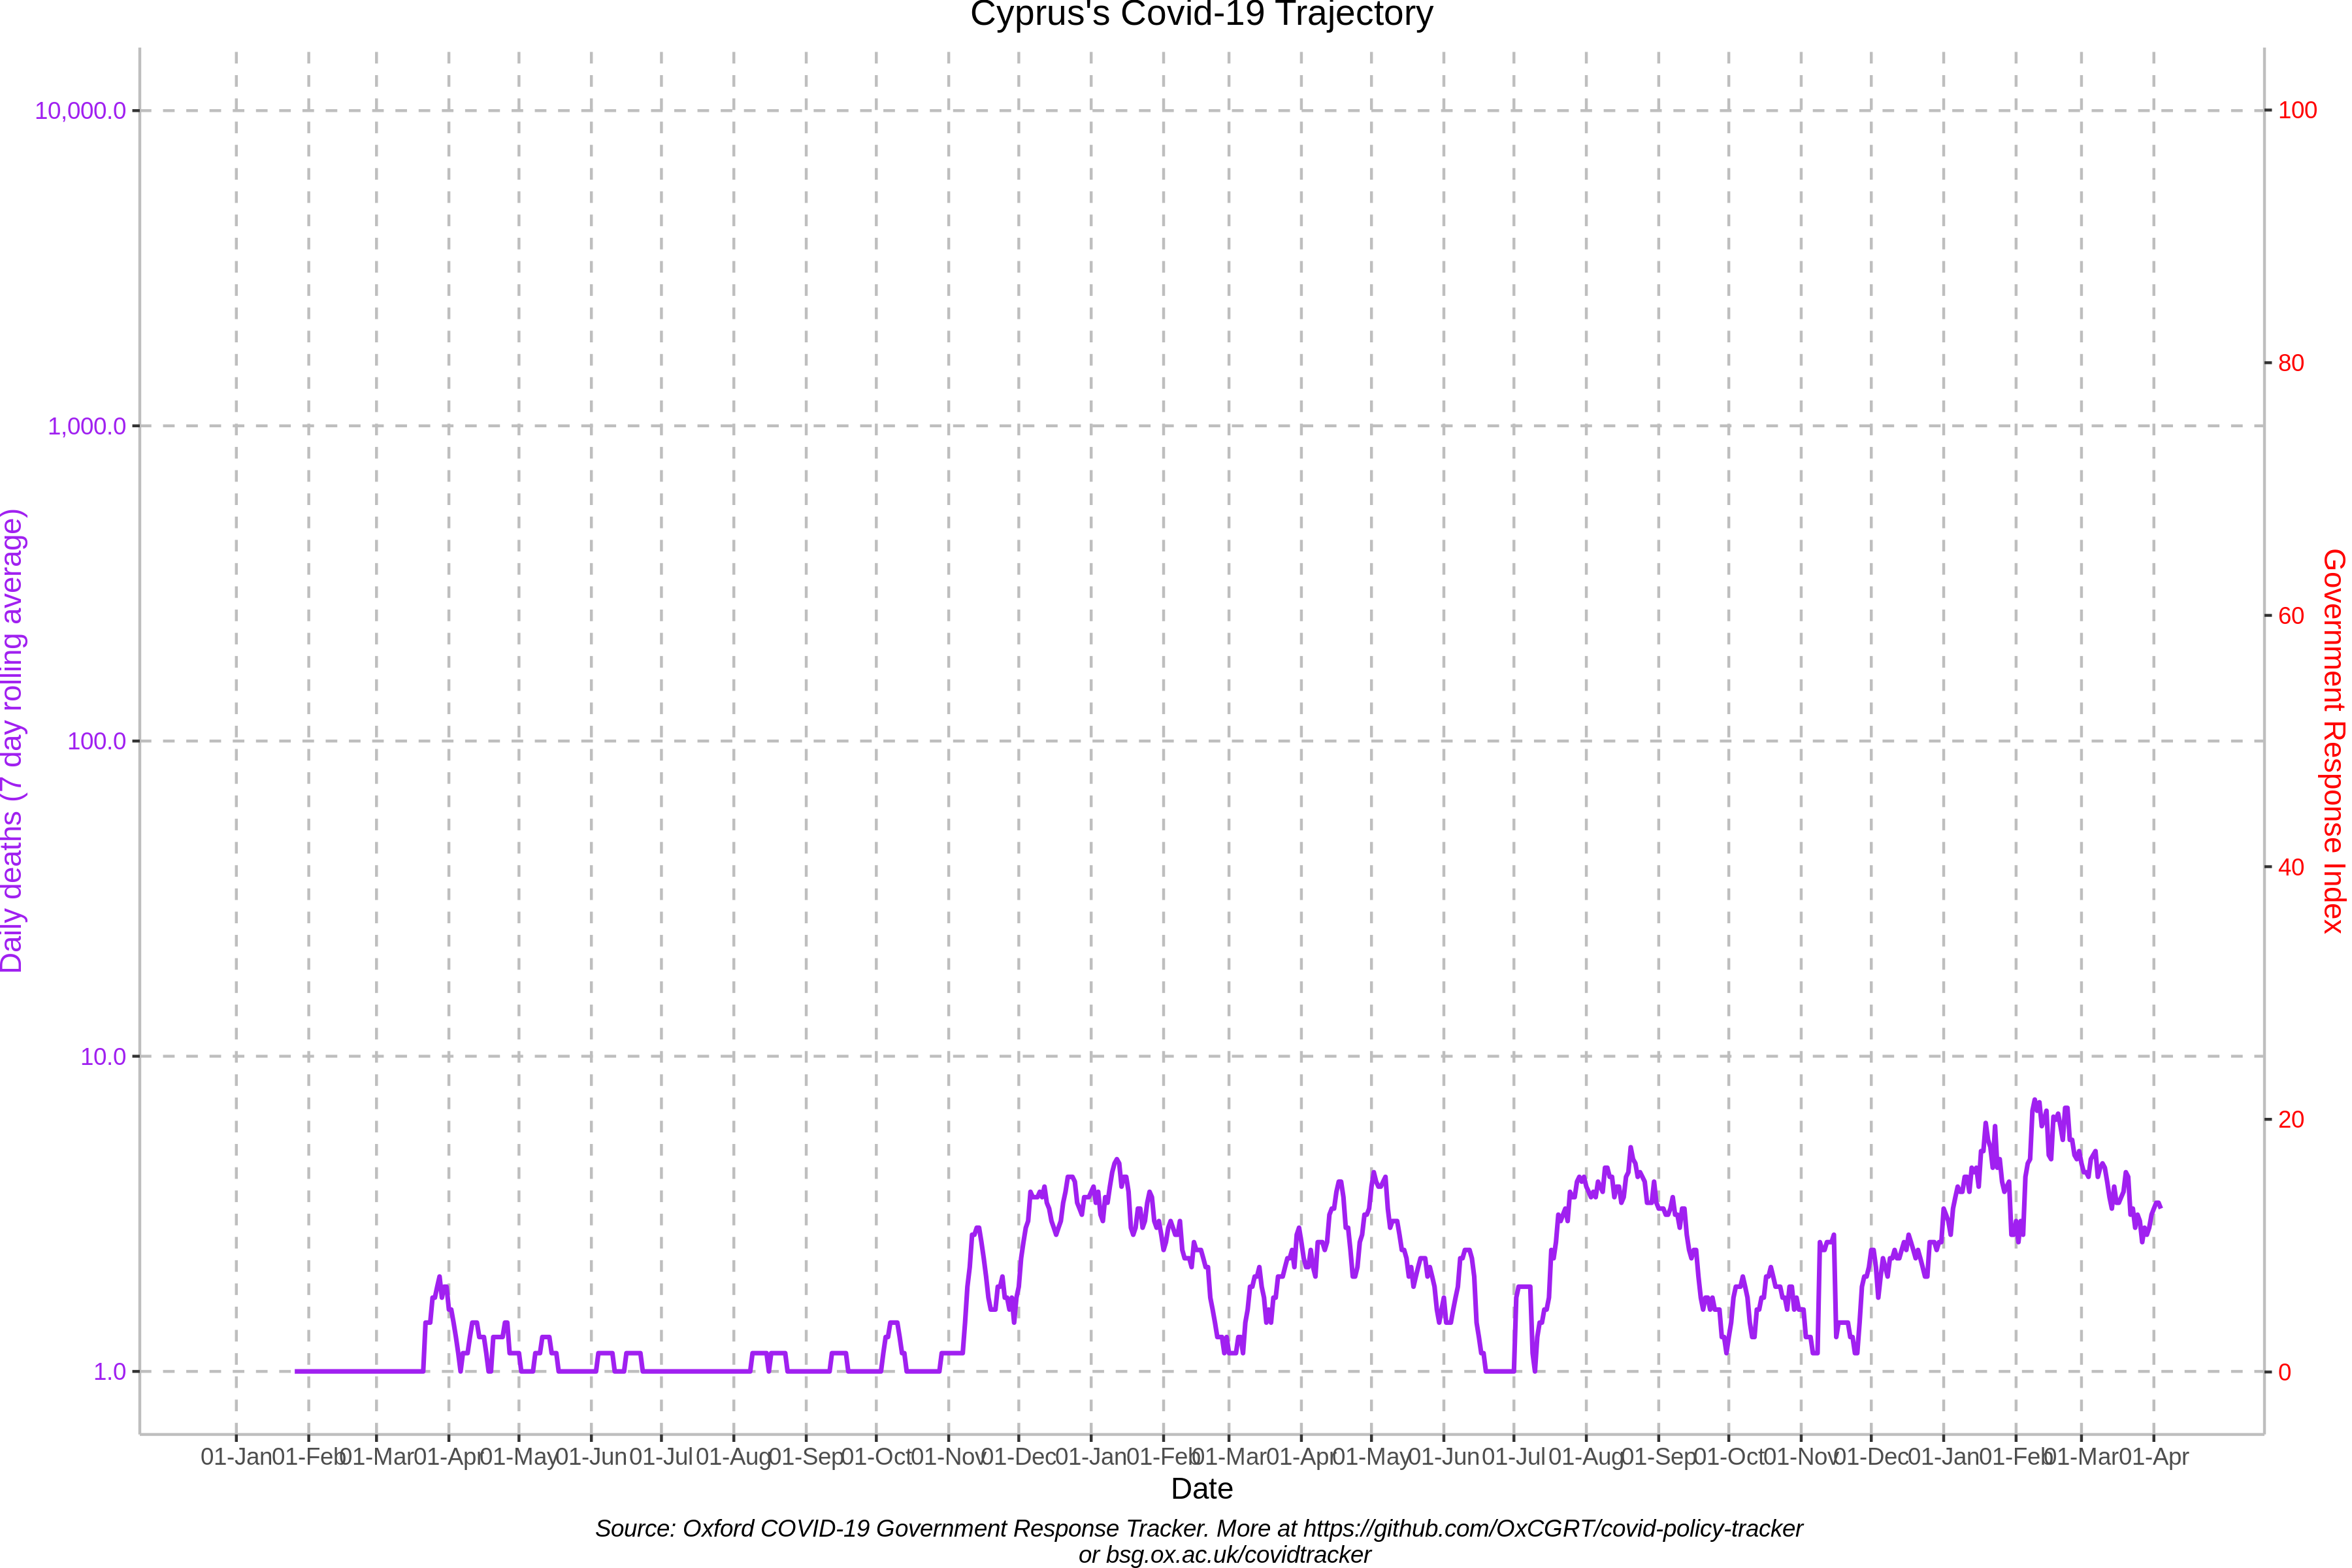 Cyprus's Covid-19 Trajectory
10,000.0
1,000.0
100.0
10.0
1.0
Daily deaths (7 day rolling average)
100
80
60
40
20
0
Government Response Index
01-Jan 01-Feb 01-Mar 01-Apr 01-May 01-Jun 01-Jul 01-Aug 01-Sep 01-Oct 01-Nov 01-Dec 01-Jan 01-Feb 01-Mar 01-Apr 01-May 01-Jun 01-Jul 01-Aug 01-Sep 01-Oct 01-Nov 01-Dec 01-Jan 01-Feb 01-Mar 01-Apr
Date
Source: Oxford COVID-19 Government Response Tracker. More at https://github.com/OxCGRT/covid-policy-tracker
or bsg.ox.ac.uk/covidtracker